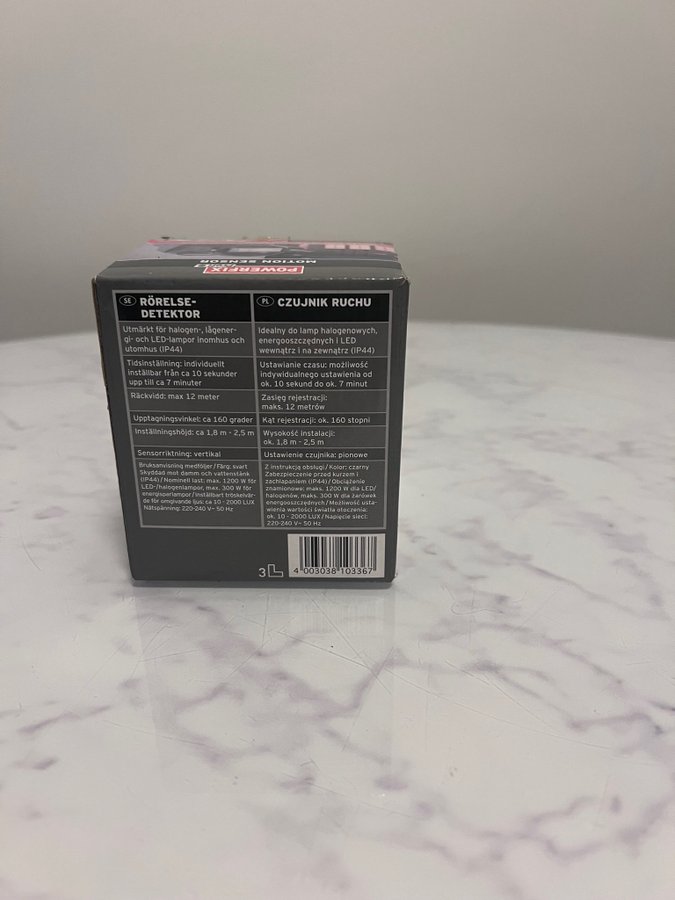 MOTION SENSOR
POWERFIX
SE
RÖRELSE-
DETEKTOR
Utmärkt för halogen-, lågener-
gi- och LED-lampor inomhus och
utomhus (IP44)
Tidsinställning: individuellt
inställbar från ca 10 sekunder
upp till ca 7 minuter
Räckvidd: max 12 meter
Upptagningsvinkel: ca 160 grader
Inställningshöjd: ca 1,8 m - 2,5 m
Sensorriktning: vertikal
Bruksanvisning medföljer / Färg: svart
Skyddad mot damm och vattenstänk
(IP44) / Nominell last: max. 1200 W för
LED-/halogenlampor, max. 300 W för
energisparlampor / Inställbart tröskelvär-
de för omgivande ljus: ca 10 - 2000 LUX /
Nätspänning: 220-240 V~ 50 Hz
PL
CZUJNIK RUCHU
Idealny do lamp halogenowych,
energooszczędnych i LED
wewnątrz i na zewnątrz (IP44)
Ustawianie czasu: możliwość
indywidualnego ustawienia od
ok. 10 sekund do ok. 7 minut
Zasięg rejestracji:
maks. 12 metrów
Kąt rejestracji: ok. 160 stopni
Wysokość instalacji:
ok. 1,8 m - 2,5 m
Ustawienie czujnika: pionowe
Z instrukcją obsługi / Kolor: czarny
Zabezpieczenie przed kurzem i
zachlapaniem (IP44) / Obciążenie
znamionowe: maks. 1200 W dla LED/
halogenów, maks. 300 W dla żarówek
energooszczędnych / Możliwość usta-
wienia wartości światła otoczenia:
ok. 10 - 2000 LUX / Napięcie sieci:
220-240 V~ 50 Hz
3
4 003038 103367